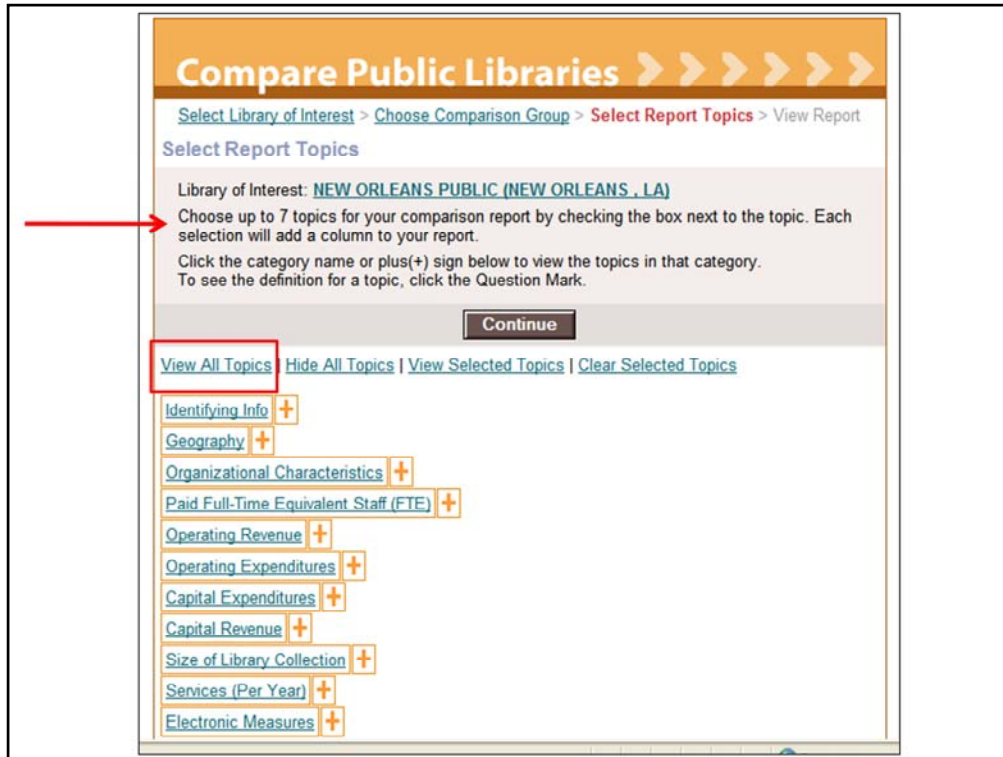 Compare Public Libraries
Select Library of Interest > Choose Comparison Group > Select Report Topics > View Report
Select Report Topics
Library of Interest: NEW ORLEANS PUBLIC (NEW ORLEANS , LA)
Choose up to 7 topics for your comparison report by checking the box next to the topic. Each
selection will add a column to your report.
Click the category name or plus(+) sign below to view the topics in that category.
To see the definition for a topic, click the Question Mark.
Continue
View All Topics | Hide All Topics | View Selected Topics | Clear Selected Topics
Identifying Info +
Geography +
Organizational Characteristics +
Paid Full-Time Equivalent Staff (FTE) +
Operating Revenue +
Operating Expenditures +
Capital Expenditures +
Capital Revenue +
Size of Library Collection +
Services (Per Year) +
Electronic Measures +